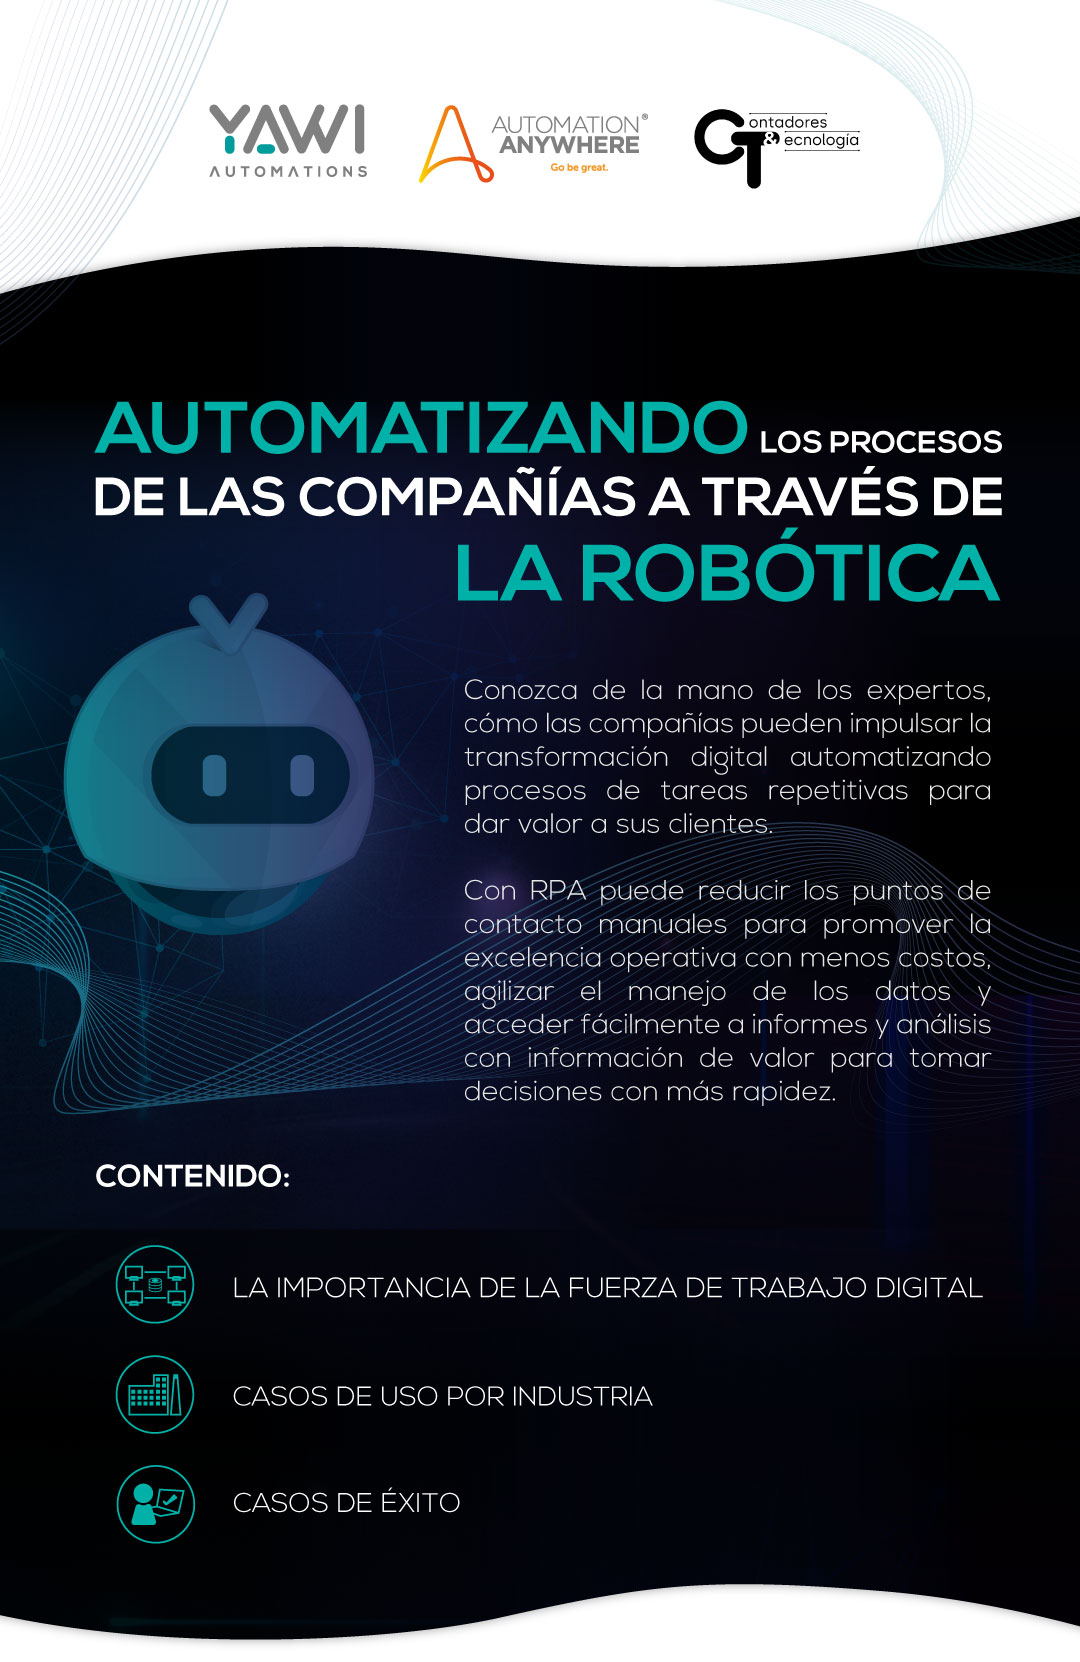 YAWI
AUTOMATIONS
AUTOMATION®
ANYWHERE
Go be great.
Contadores
& Tecnología
AUTOMATIZANDO LOS PROCESOS
DE LAS COMPAÑÍAS A TRAVÉS DE
LA ROBÓTICA
Conozca de la mano de los expertos,
cómo las compañías pueden impulsar la
transformación digital automatizando
procesos de tareas repetitivas para
dar valor a sus clientes.
Con RPA puede reducir los puntos de
contacto manuales para promover la
excelencia operativa con menos costos,
agilizar el manejo de los datos y
acceder fácilmente a informes y análisis
con información de valor para tomar
decisiones con más rapidez.
CONTENIDO:
LA IMPORTANCIA DE LA FUERZA DE TRABAJO DIGITAL
CASOS DE USO POR INDUSTRIA
CASOS DE ÉXITO